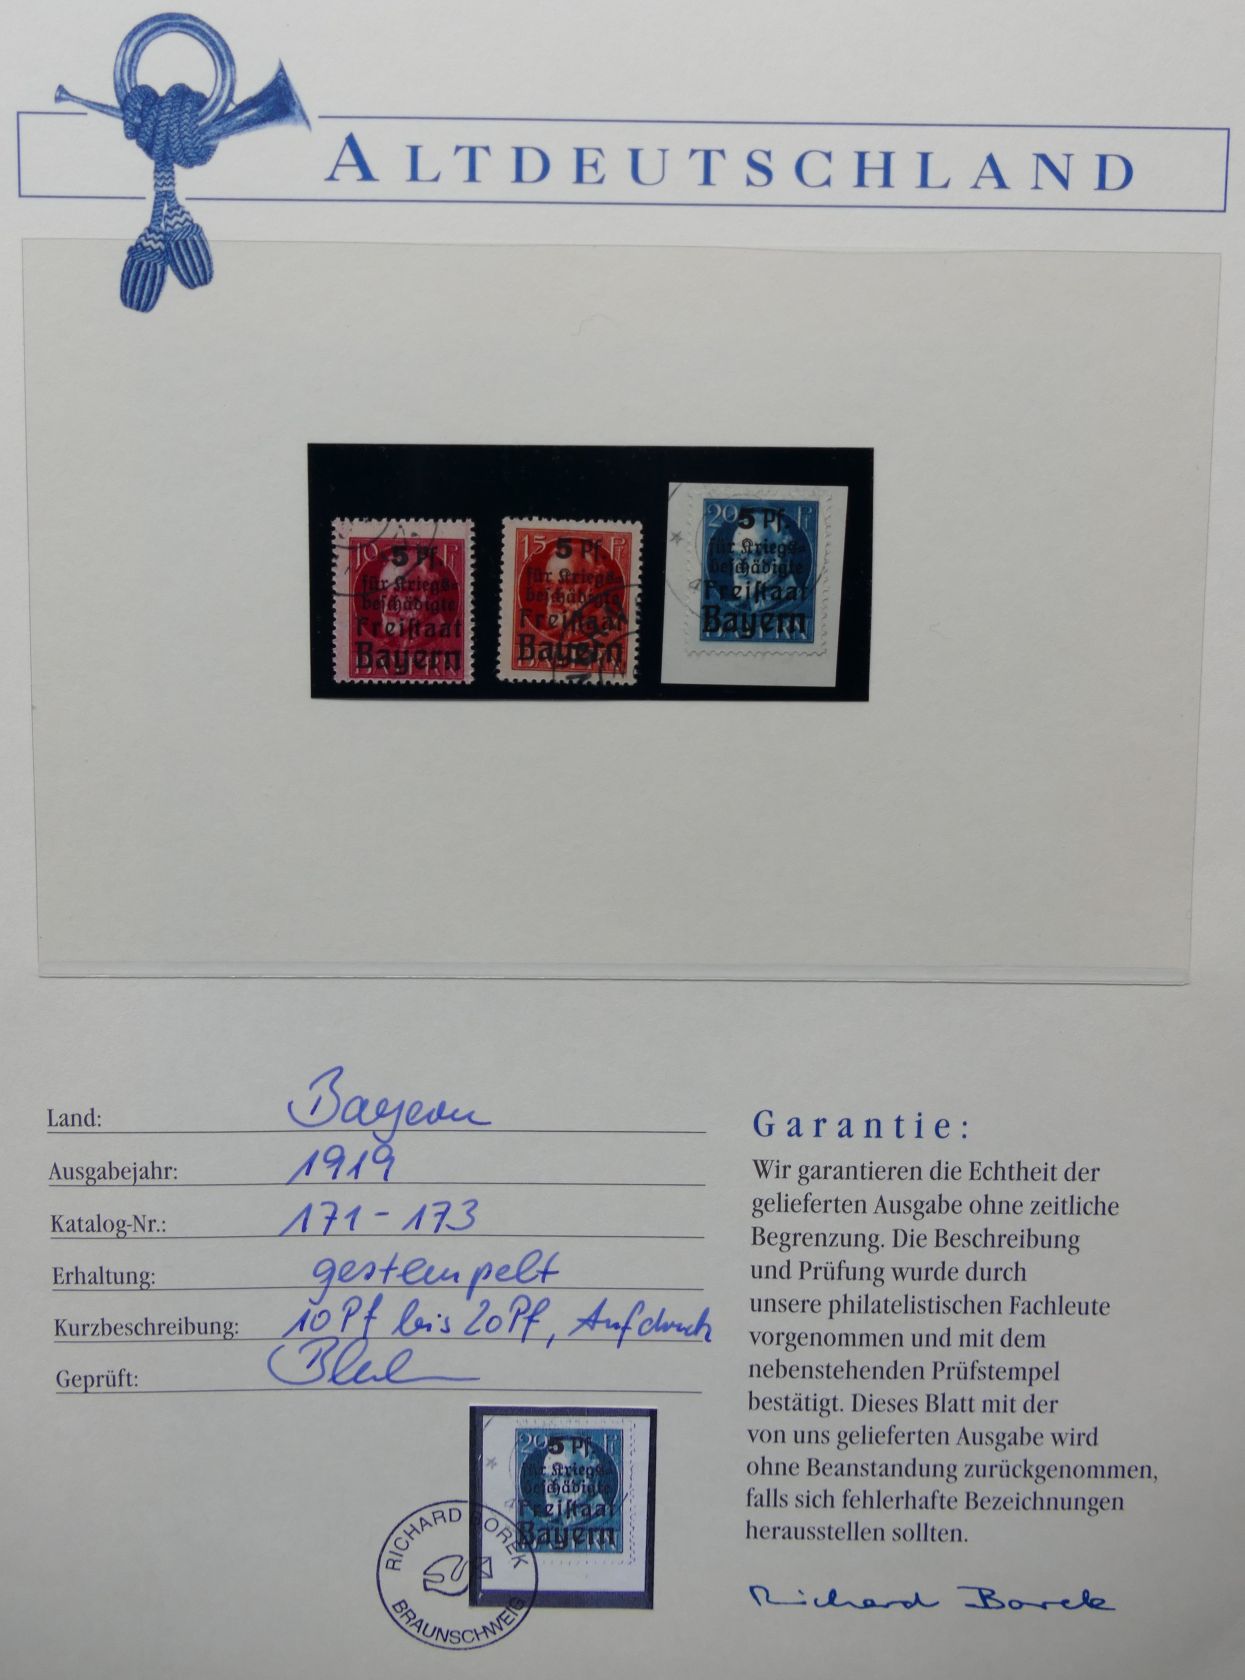 ALTDEUTSCHLAND
10 5 Pf.
für Kriegs=
beschädigte
Freistaat
Bayern
15 5 Pf.
für Kriegs=
beschädigte
Freistaat
Bayern
20 5 Pf.
für Kriegs=
beschädigte
Freistaat
Bayern
Land: Bayern
Ausgabejahr: 1919
Katalog-Nr.: 171-173
Erhaltung: gestempelt
Kurzbeschreibung: 10 Pf bis 20 Pf, Aufdruck
Geprüft:
20 5 Pf.
für Kriegs=
beschädigte
Freistaat
Bayern
RICHARD BOREK
BRAUNSCHWEIG
Garantie:
Wir garantieren die Echtheit der
gelieferten Ausgabe ohne zeitliche
Begrenzung. Die Beschreibung
und Prüfung wurde durch
unsere philatelistischen Fachleute
vorgenommen und mit dem
nebenstehenden Prüfstempel
bestätigt. Dieses Blatt mit der
von uns gelieferten Ausgabe wird
ohne Beanstandung zurückgenommen,
falls sich fehlerhafte Bezeichnungen
herausstellen sollten.
Richard Borek